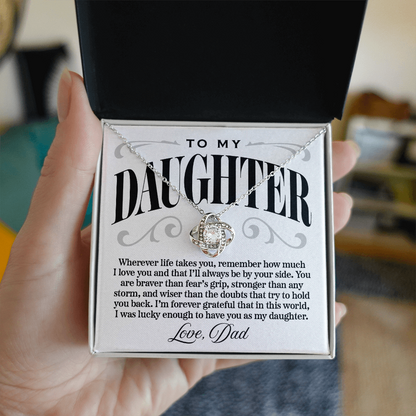 TO MY
DAUGHTER
Wherever life takes you, remember how much
I love you and that I'll always be by your side. You
are braver than fear's grip, stronger than any
storm, and wiser than the doubts that try to hold
you back. I'm forever grateful that in this world,
I was lucky enough to have you as my daughter.
Love, Dad